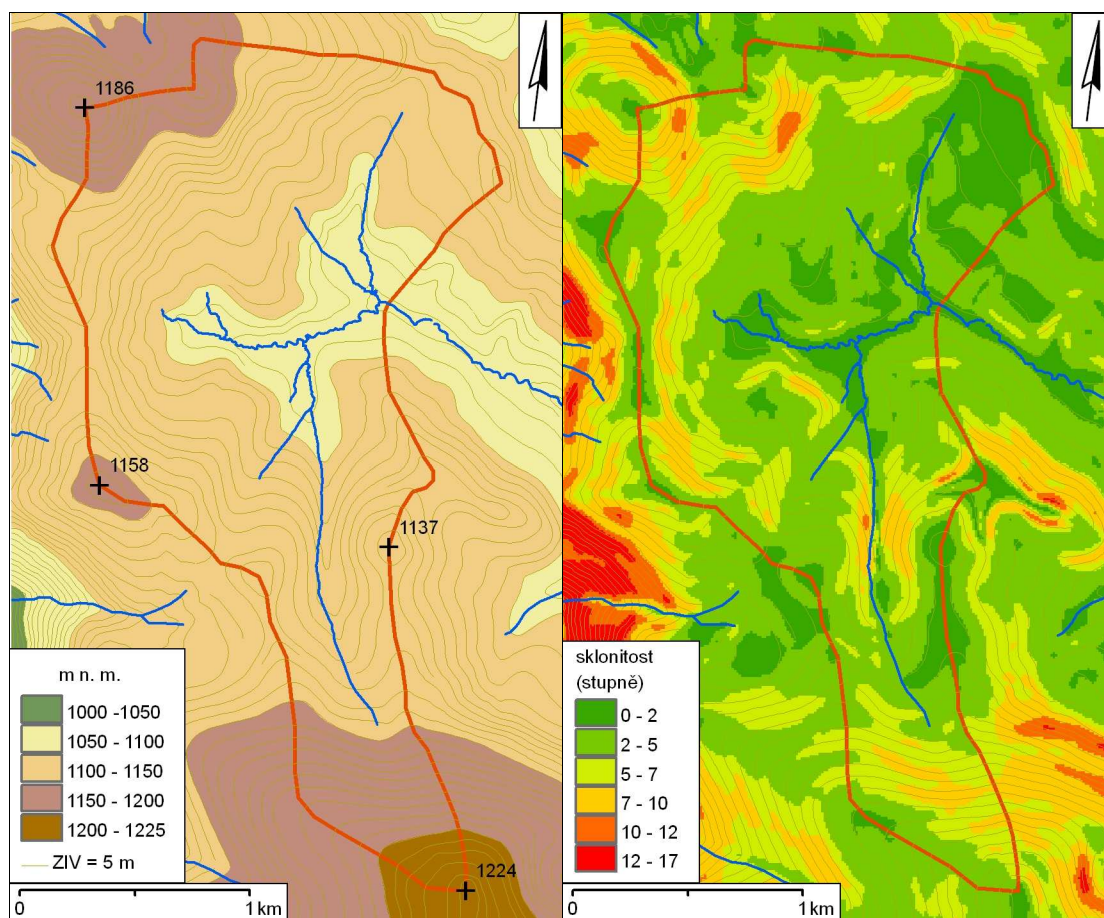 1186
1158
1137
1224
m n. m.
1000 -1050
1050 - 1100
1100 - 1150
1150 - 1200
1200 - 1225
ZIV = 5 m
0 1 km
sklonitost
(stupně)
0 - 2
2 - 5
5 - 7
7 - 10
10 - 12
12 - 17
0 1 km